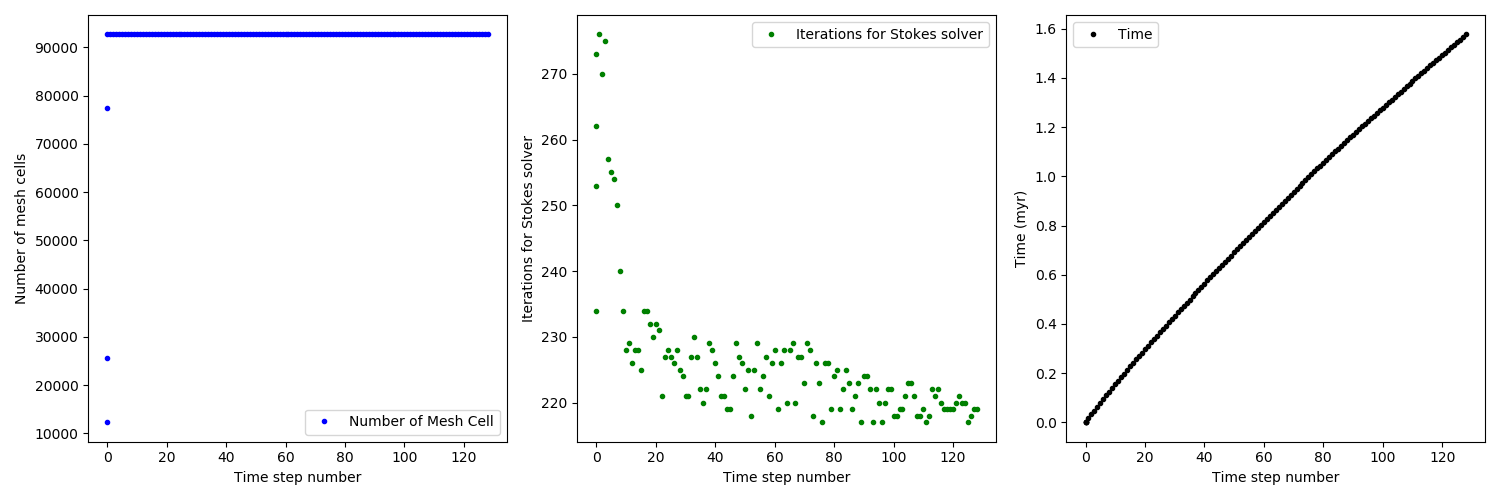 90000
80000
70000
60000
50000
40000
30000
20000
10000
0 20 40 60 80 100 120
Number of mesh cells
Time step number
Number of Mesh Cell
270
260
250
240
230
220
0 20 40 60 80 100 120
Iterations for Stokes solver
Time step number
Iterations for Stokes solver
1.6
1.4
1.2
1.0
0.8
0.6
0.4
0.2
0.0
0 20 40 60 80 100 120
Time (myr)
Time step number
Time